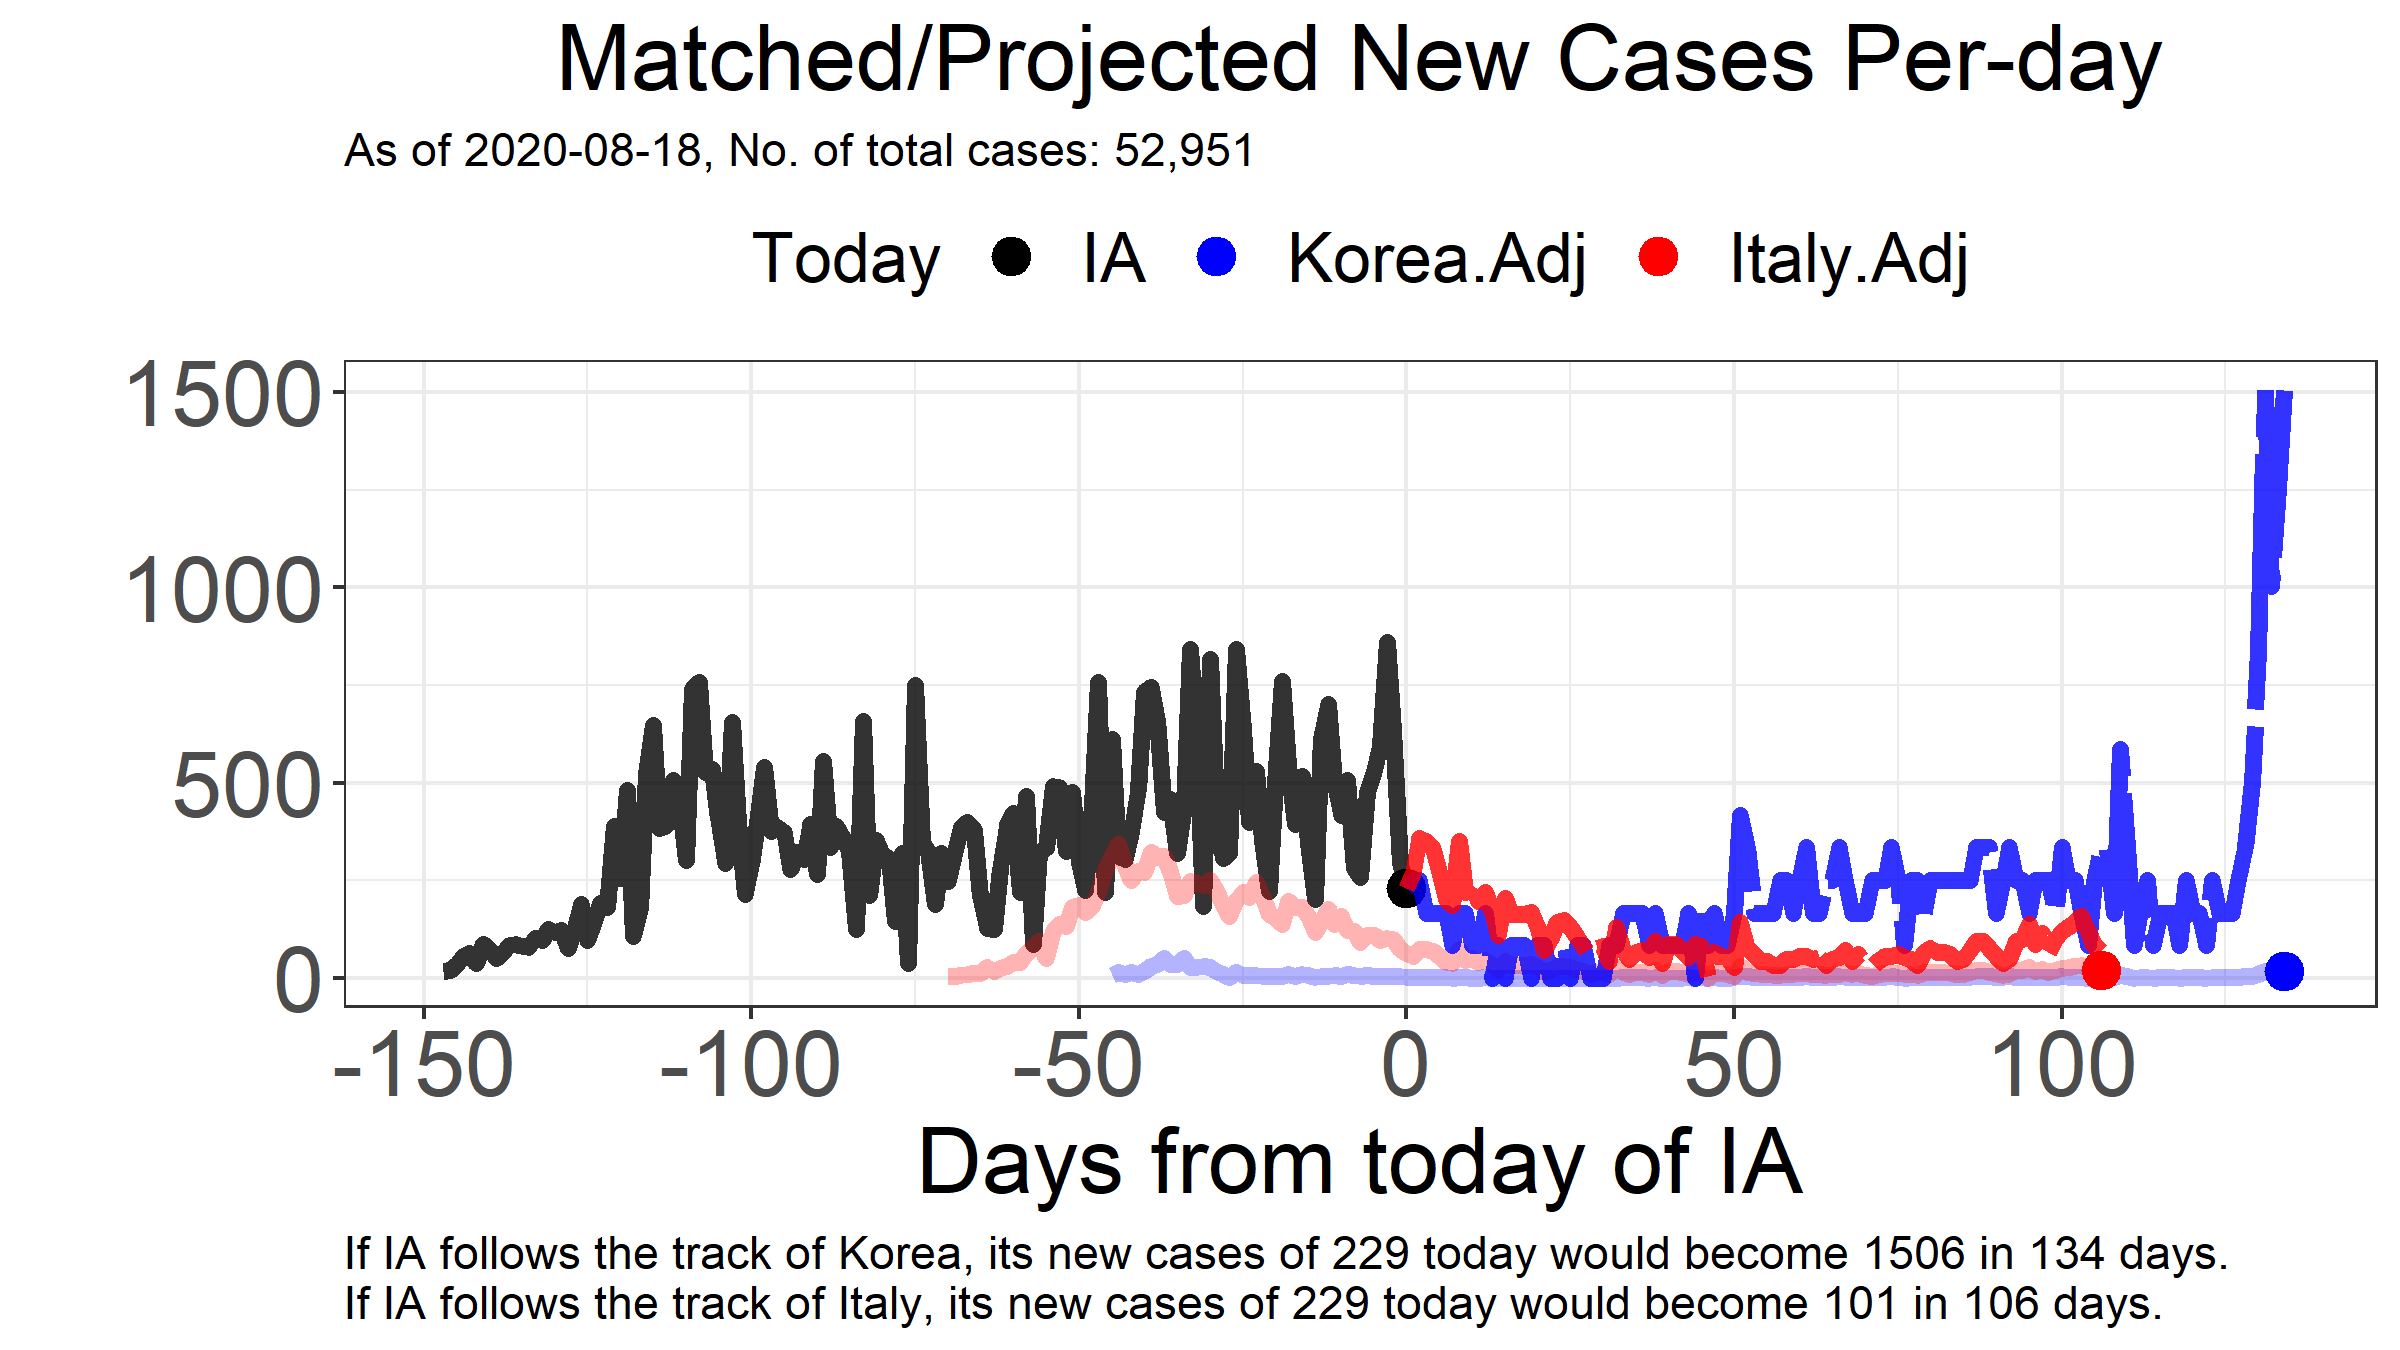 Matched/Projected New Cases Per-day
As of 2020-08-18, No. of total cases: 52,951
Today IA Korea.Adj Italy.Adj
1500
1000
500
0
-150 -100 -50 0 50 100
Days from today of IA
If IA follows the track of Korea, its new cases of 229 today would become 1506 in 134 days.
If IA follows the track of Italy, its new cases of 229 today would become 101 in 106 days.